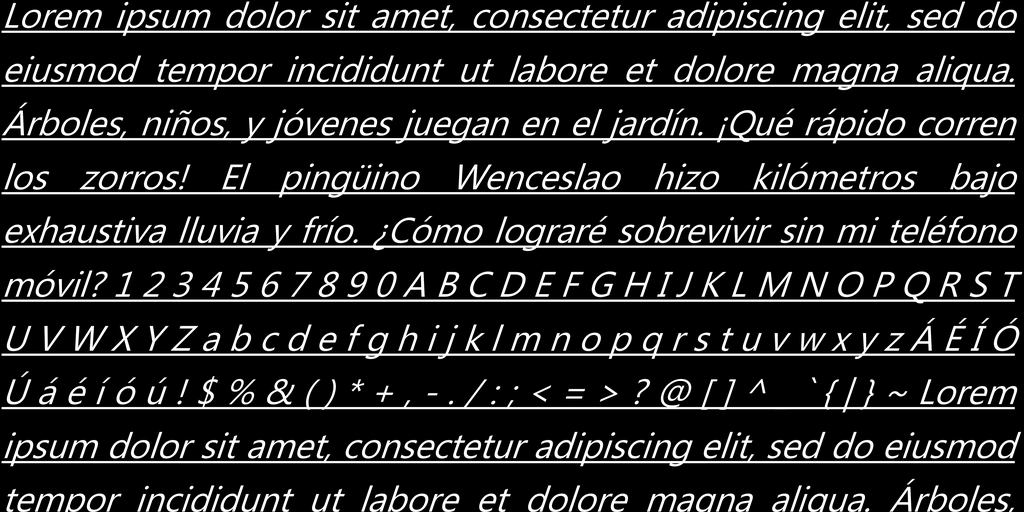 Lorem ipsum dolor sit amet, consectetur adipiscing elit, sed do
eiusmod tempor incididunt ut labore et dolore magna aliqua.
Árboles, niños, y jóvenes juegan en el jardín. ¡Qué rápido corren
los zorros! El pingüino Wenceslao hizo kilómetros bajo
exhaustiva lluvia y frío. ¿Cómo lograré sobrevivir sin mi teléfono
móvil? 1 2 3 4 5 6 7 8 9 0 A B C D E F G H I J K L M N O P Q R S T
U V W X Y Z a b c d e f g h i j k l m n o p q r s t u v w x y z Á É Í Ó
Ú á é í ó ú ! $ % & ( ) * + , - . / : ; < = > ? @ [ ] ^ _ ` { | } ~ Lorem
ipsum dolor sit amet, consectetur adipiscing elit, sed do eiusmod
tempor incididunt ut labore et dolore magna aliqua. Árboles,